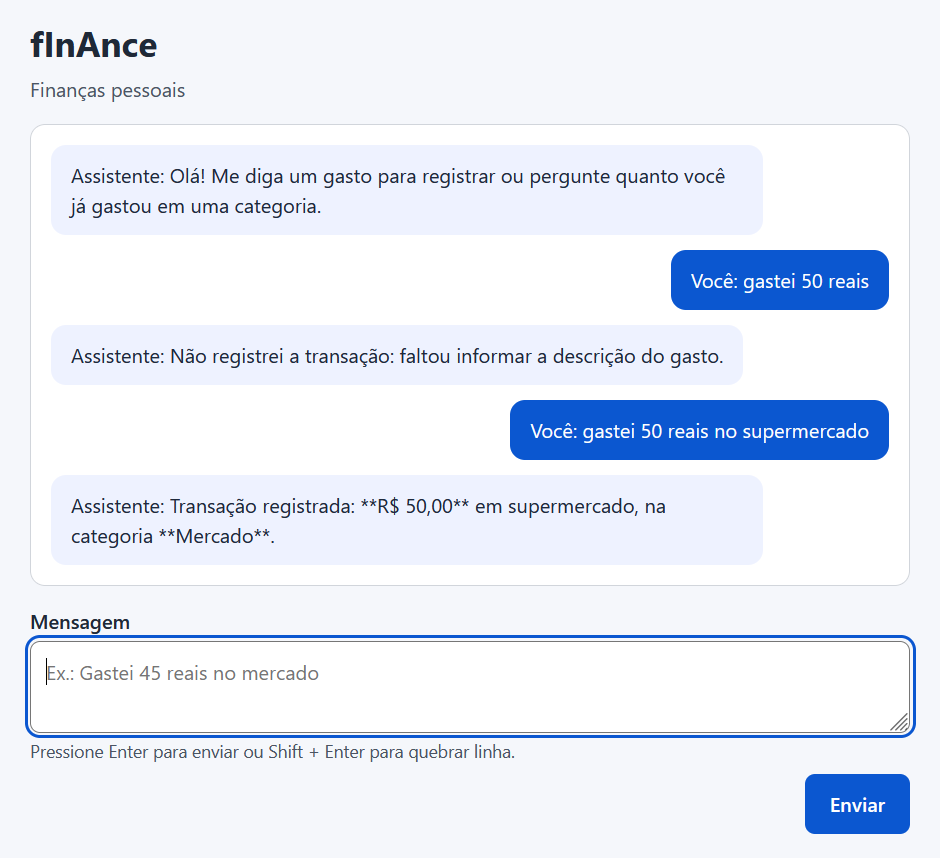 fInAnce
Finanças pessoais
Assistente: Olá! Me diga um gasto para registrar ou pergunte quanto você
já gastou em uma categoria.
Você: gastei 50 reais
Assistente: Não registrei a transação: faltou informar a descrição do gasto.
Você: gastei 50 reais no supermercado
Assistente: Transação registrada: **R$ 50,00** em supermercado, na
categoria **Mercado**.
Mensagem
Ex.: Gastei 45 reais no mercado
Pressione Enter para enviar ou Shift + Enter para quebrar linha.
Enviar